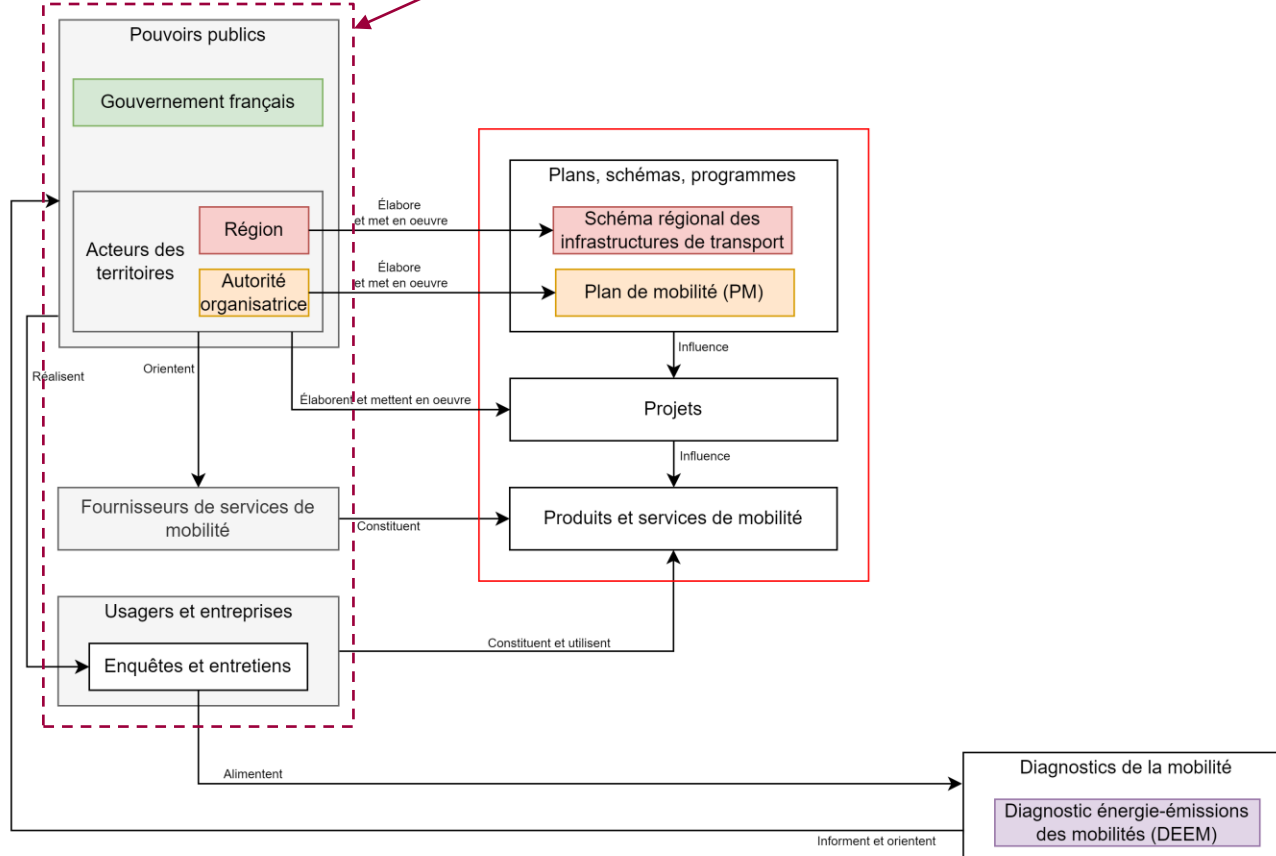 Pouvoirs publics
Gouvernement français
Acteurs des
territoires
Région
Autorité
organisatrice
Élabore
et met en oeuvre
Élabore
et met en oeuvre
Plans, schémas, programmes
Schéma régional des
infrastructures de transport
Plan de mobilité (PM)
Influence
Réalisent
Orientent
Élaborent et mettent en oeuvre
Projets
Influence
Fournisseurs de services de
mobilité
Constituent
Produits et services de mobilité
Usagers et entreprises
Enquêtes et entretiens
Constituent et utilisent
Alimentent
Diagnostics de la mobilité
Diagnostic énergie-émissions
des mobilités (DEEM)
Informent et orientent